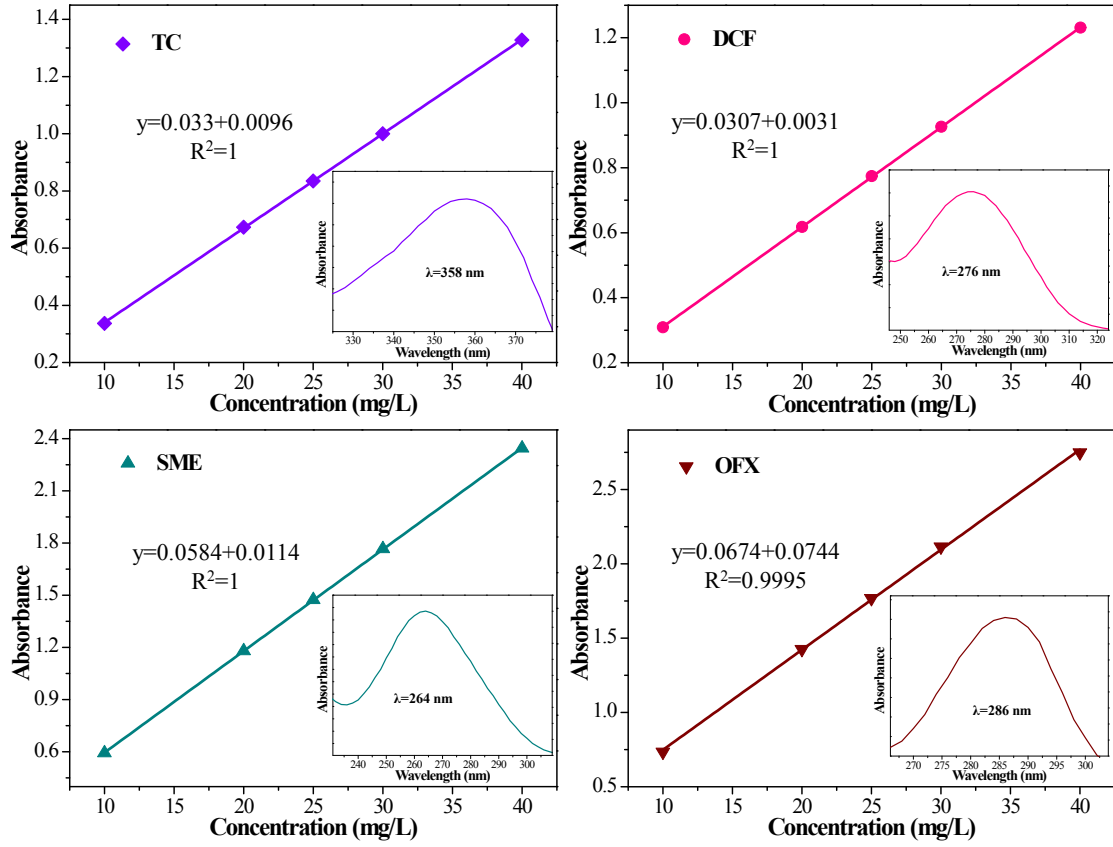 TC
y=0.033+0.0096
R²=1
λ=358 nm
Absorbance
330 340 350 360 370
Wavelength (nm)
1.4
1.2
1.0
0.8
0.6
0.4
0.2
Absorbance
10 15 20 25 30 35 40
Concentration (mg/L)
DCF
y=0.0307+0.0031
R²=1
λ=276 nm
Absorbance
250 260 270 280 290 300 310 320
Wavelength (nm)
1.2
1.0
0.8
0.6
0.4
0.2
Absorbance
10 15 20 25 30 35 40
Concentration (mg/L)
SME
y=0.0584+0.0114
R²=1
λ=264 nm
Absorbance
240 250 260 270 280 290 300
Wavelength (nm)
2.4
2.1
1.8
1.5
1.2
0.9
0.6
Absorbance
10 15 20 25 30 35 40
Concentration (mg/L)
OFX
y=0.0674+0.0744
R²=0.9995
λ=286 nm
Absorbance
270 275 280 285 290 295 300
Wavelength (nm)
2.5
2.0
1.5
1.0
0.5
Absorbance
10 15 20 25 30 35 40
Concentration (mg/L)